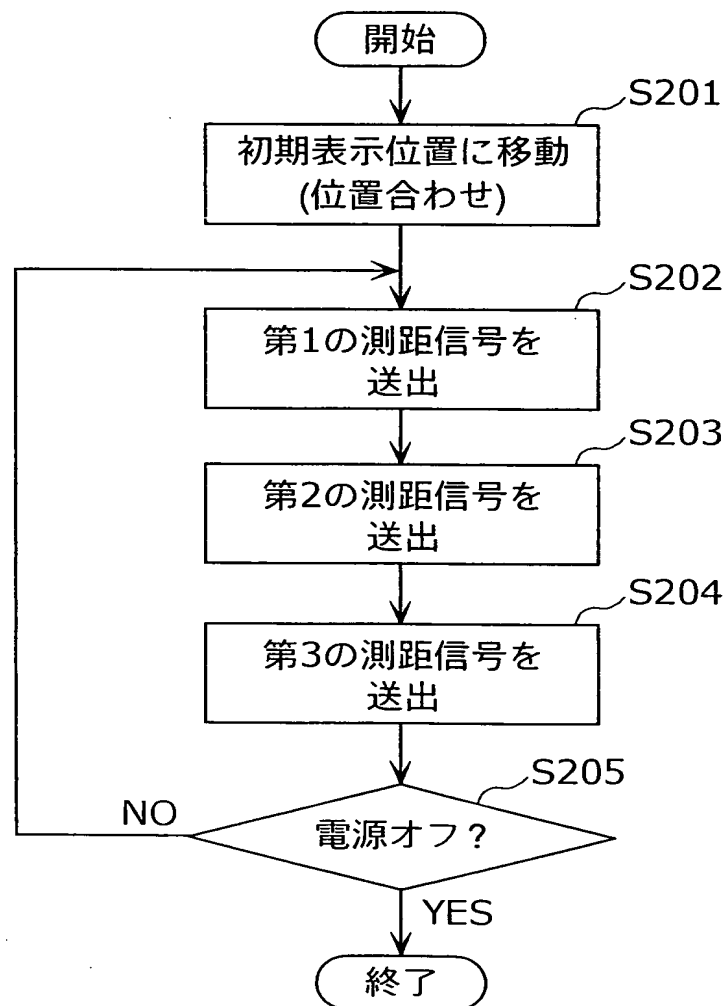 開始
S201
初期表示位置に移動
(位置合わせ)
S202
第1の測距信号を
送出
S203
第2の測距信号を
送出
S204
第3の測距信号を
送出
S205
NO
電源オフ？
YES
終了